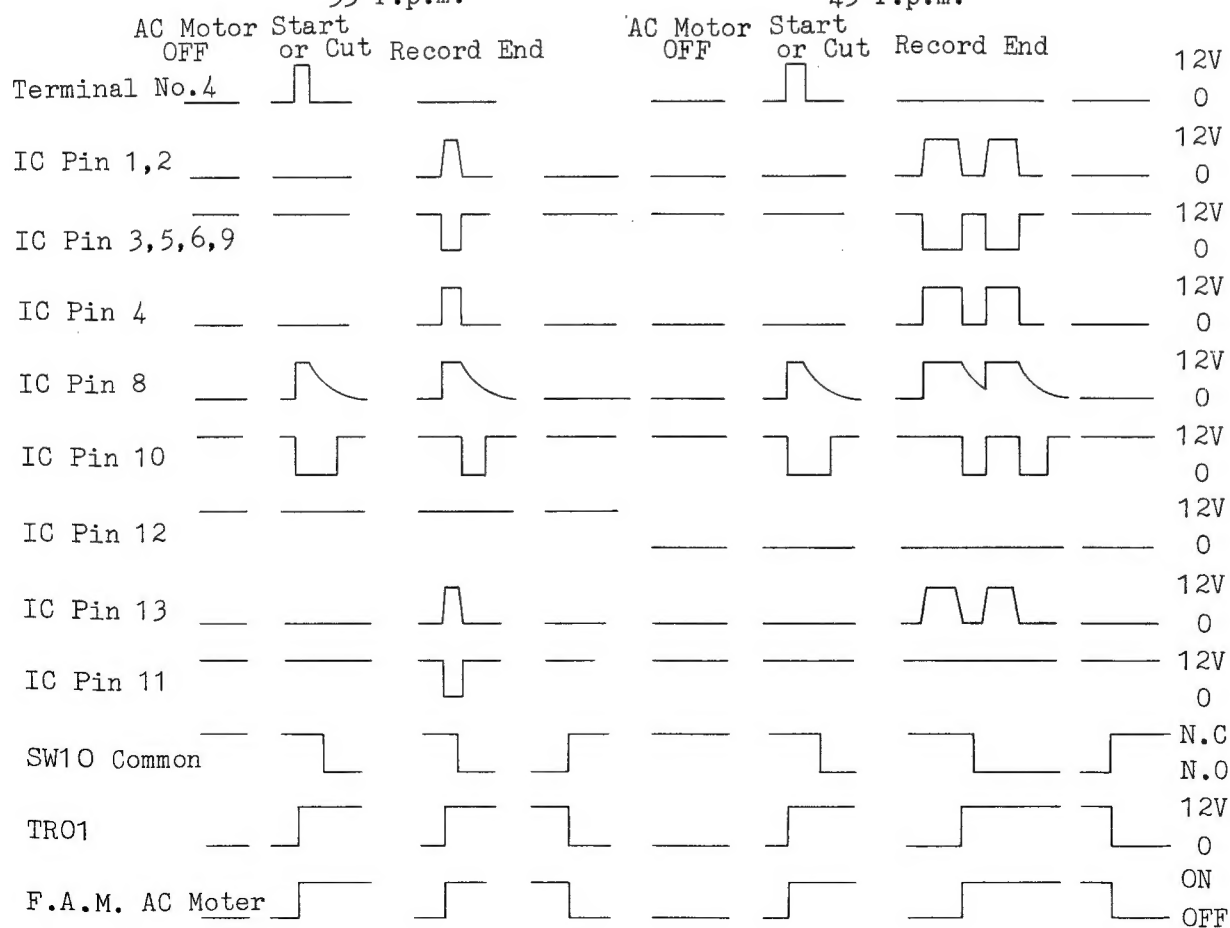 33 r.p.m. 45 r.p.m.
AC Motor Start AC Motor Start
OFF or Cut Record End OFF or Cut Record End
12V
Terminal No.4 0
12V
IC Pin 1,2 0
12V
IC Pin 3,5,6,9 0
12V
IC Pin 4 0
12V
IC Pin 8 0
12V
IC Pin 10 0
12V
IC Pin 12 0
12V
IC Pin 13 0
12V
IC Pin 11 0
N.C
SW10 Common N.O
12V
TR01 0
ON
F.A.M. AC Moter OFF